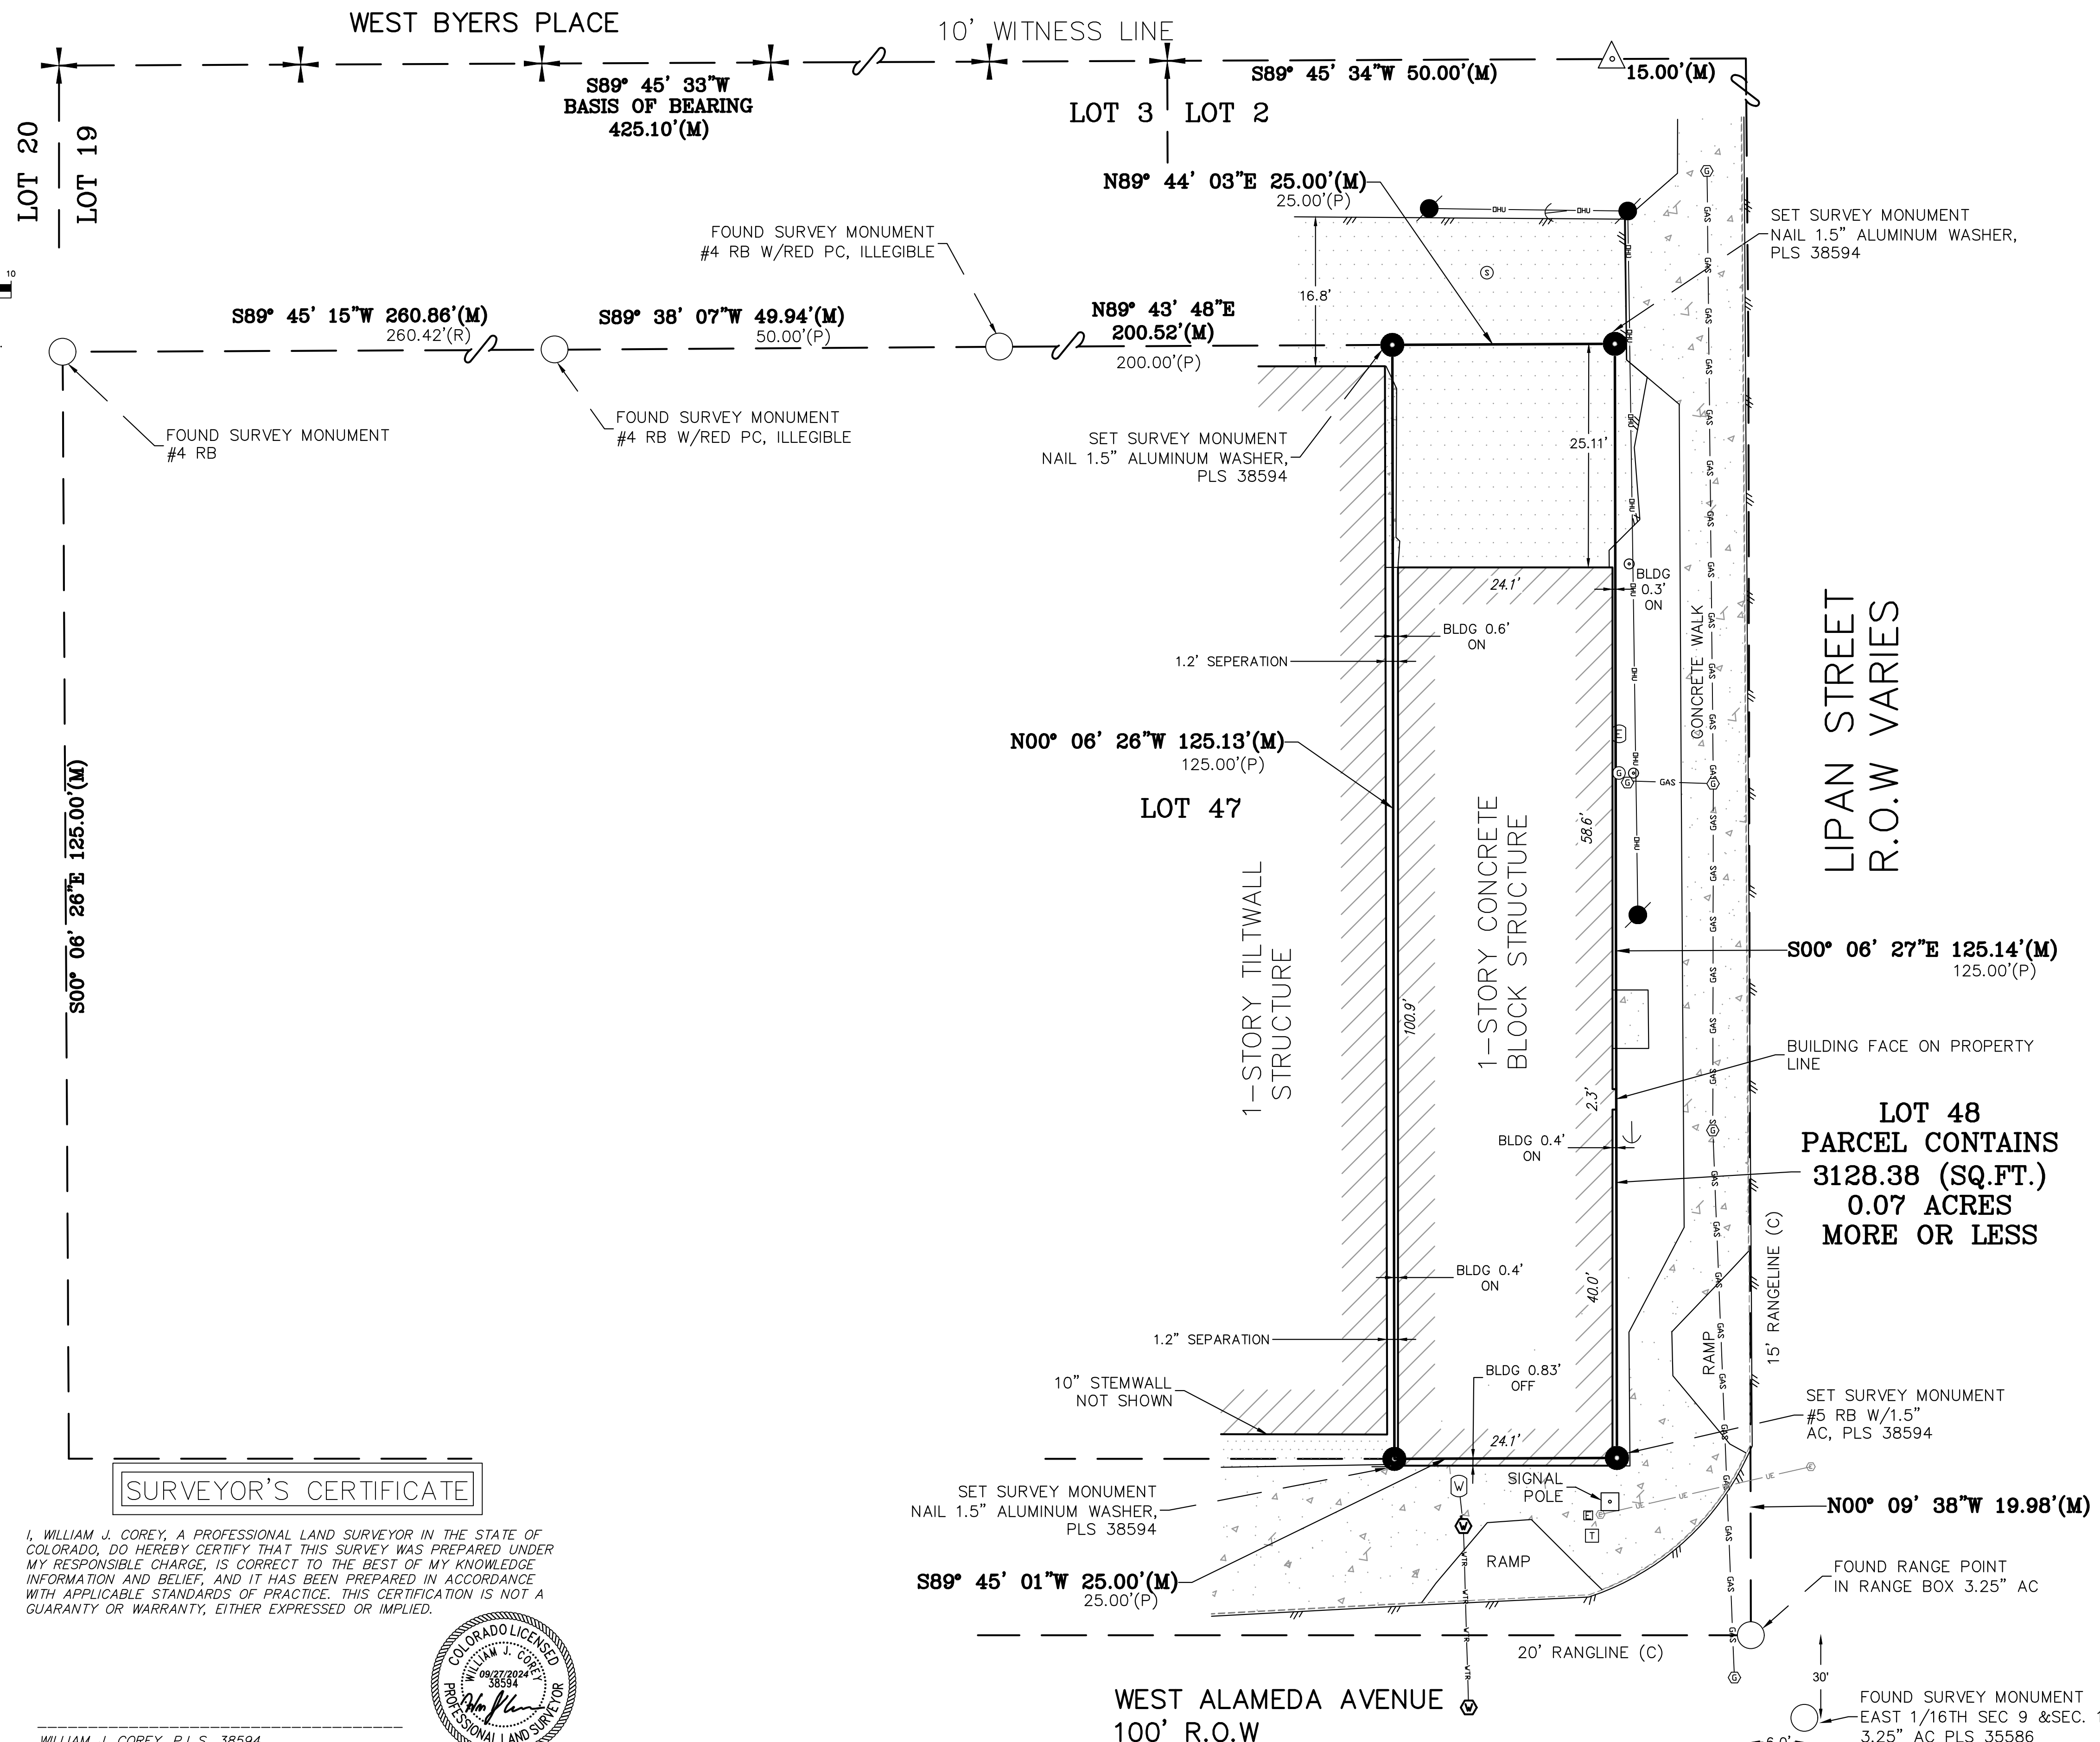 WEST BYERS PLACE
10' WITNESS LINE
S89° 45' 33"W
BASIS OF BEARING
425.10'(M)
S89° 45' 34"W 50.00'(M)
15.00'(M)
LOT 20
LOT 19
LOT 3
LOT 2
N89° 44' 03"E 25.00'(M)
25.00'(P)
OHU
OHU
SET SURVEY MONUMENT
NAIL 1.5" ALUMINUM WASHER,
PLS 38594
FOUND SURVEY MONUMENT
#4 RB W/RED PC, ILLEGIBLE
10
16.8'
S
G
GAS
S89° 45' 15"W 260.86'(M)
260.42'(R)
S89° 38' 07"W 49.94'(M)
50.00'(P)
N89° 43' 48"E
200.52'(M)
200.00'(P)
FOUND SURVEY MONUMENT
#4 RB
FOUND SURVEY MONUMENT
#4 RB W/RED PC, ILLEGIBLE
SET SURVEY MONUMENT
NAIL 1.5" ALUMINUM WASHER,
PLS 38594
25.11'
24.1'
BLDG
0.3'
ON
BLDG 0.6'
ON
1.2' SEPERATION
CONCRETE WALK
LIPAN STREET
R.O.W VARIES
N00° 06' 26"W 125.13'(M)
125.00'(P)
LOT 47
G
G
GAS
G
S00° 06' 26"E 125.00'(M)
58.6'
1-STORY TILTWALL
STRUCTURE
1-STORY CONCRETE
BLOCK STRUCTURE
100.9'
S00° 06' 27"E 125.14'(M)
125.00'(P)
BUILDING FACE ON PROPERTY
LINE
2.3'
BLDG 0.4'
ON
G
LOT 48
PARCEL CONTAINS
3128.38 (SQ.FT.)
0.07 ACRES
MORE OR LESS
BLDG 0.4'
ON
40.0'
15' RANGELINE (C)
1.2" SEPARATION
RAMP
BLDG 0.83'
OFF
10" STEMWALL
NOT SHOWN
SET SURVEY MONUMENT
#5 RB W/1.5"
AC, PLS 38594
24.1'
SURVEYOR'S CERTIFICATE
SET SURVEY MONUMENT
NAIL 1.5" ALUMINUM WASHER,
PLS 38594
W
SIGNAL
POLE
E
T
E
UE
UE
E
N00° 09' 38"W 19.98'(M)
I, WILLIAM J. COREY, A PROFESSIONAL LAND SURVEYOR IN THE STATE OF
COLORADO, DO HEREBY CERTIFY THAT THIS SURVEY WAS PREPARED UNDER
MY RESPONSIBLE CHARGE, IS CORRECT TO THE BEST OF MY KNOWLEDGE
INFORMATION AND BELIEF, AND IT HAS BEEN PREPARED IN ACCORDANCE
WITH APPLICABLE STANDARDS OF PRACTICE. THIS CERTIFICATION IS NOT A
GUARANTY OR WARRANTY, EITHER EXPRESSED OR IMPLIED.
W
WTR
RAMP
S89° 45' 01"W 25.00'(M)
25.00'(P)
FOUND RANGE POINT
IN RANGE BOX 3.25" AC
20' RANGLINE (C)
G
30'
COLORADO LICENSED
WILLIAM J. COREY
09/27/2024
38594
PROFESSIONAL LAND SURVEYOR
WEST ALAMEDA AVENUE
100' R.O.W
W
FOUND SURVEY MONUMENT
EAST 1/16TH SEC 9 &SEC. 1
3.25" AC PLS 35586
6.0'
WILLIAM J. COREY, P.L.S. 38594